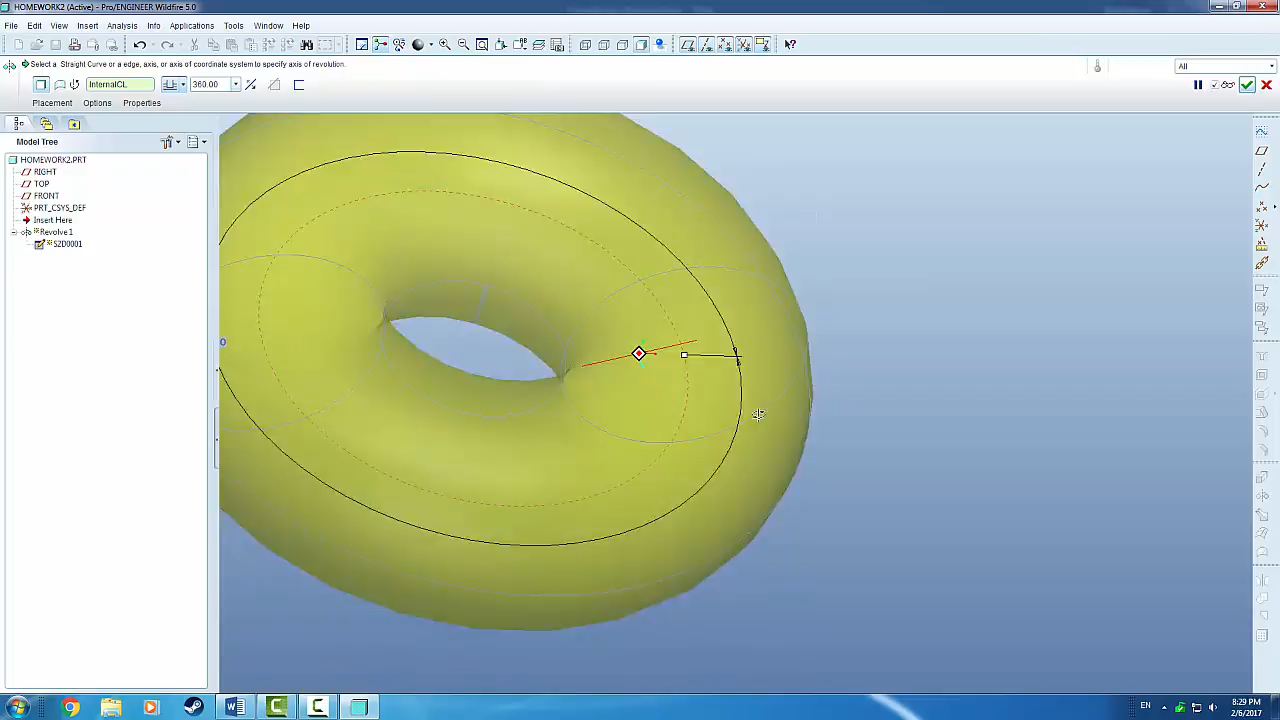 HOMEWORK2 (Active) - Pro/ENGINEER Wildfire 5.0
File Edit View Insert Analysis Info Applications Tools Window Help
Select a Straight Curve or a edge, axis, or axis of coordinate system to specify axis of revolution.
All
InternalCL
360.00
Placement Options Properties
Model Tree
HOMEWORK2.PRT
RIGHT
TOP
FRONT
PRT_CSYS_DEF
Insert Here
*Revolve 1
*S2D0001
0
EN
8:29 PM
2/6/2017